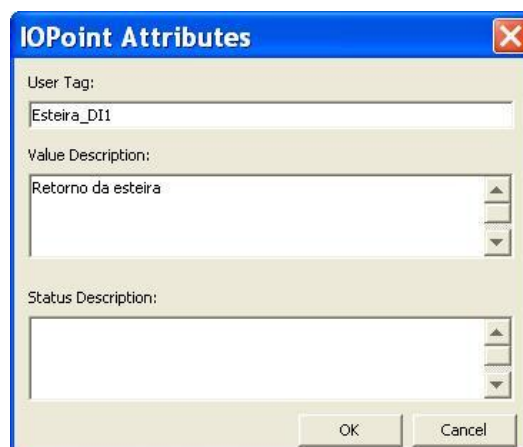 IOPoint Attributes
User Tag:
Esteira_DI1
Value Description:
Retorno da esteira
Status Description:
OK Cancel